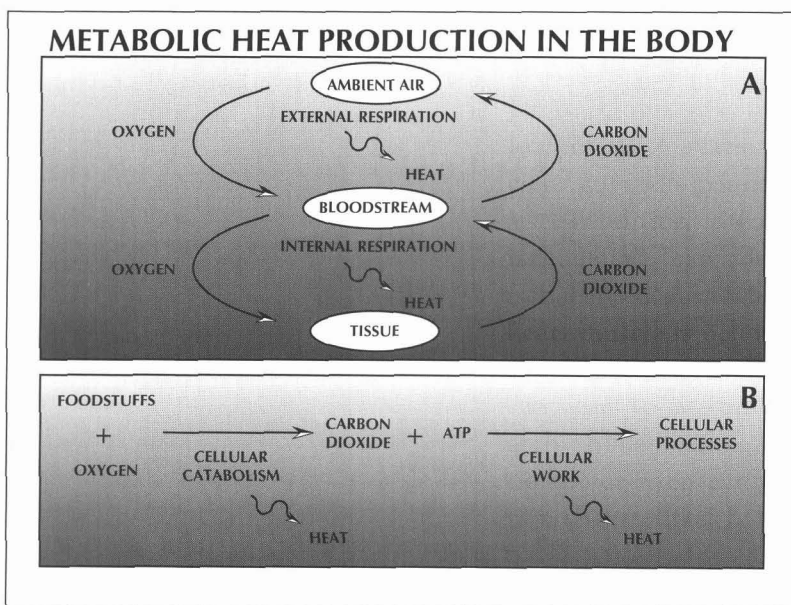 METABOLIC HEAT PRODUCTION IN THE BODY
A
AMBIENT AIR
OXYGEN
EXTERNAL RESPIRATION
CARBON
DIOXIDE
HEAT
BLOODSTREAM
OXYGEN
INTERNAL RESPIRATION
CARBON
DIOXIDE
HEAT
TISSUE
B
FOODSTUFFS
+
OXYGEN
CELLULAR
CATABOLISM
HEAT
CARBON
DIOXIDE
+
ATP
CELLULAR
WORK
HEAT
CELLULAR
PROCESSES